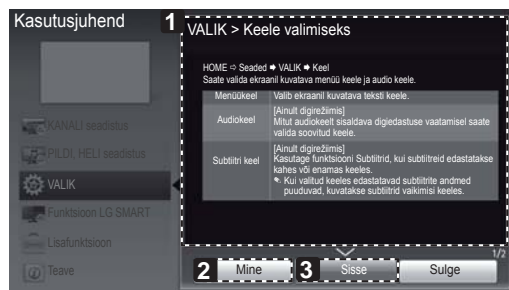 Kasutusjuhend
1
VALIK > Keele valimiseks
HOME ⇨ Seaded ➡ VALIK ➡ Keel
Saate valida ekraanil kuvatava menüü keele ja audio keele.
Menüükeel
Valib ekraanil kuvatava teksti keele.
Audiokeel
[Ainult digirežiimis]
Mitut audiokeelt sisaldava digiedastuse vaatamisel saate
valida soovitud keele.
Subtiitri keel
[Ainult digirežiimis]
Kasutage funktsiooni Subtiitrid, kui subtiitreid edastatakse
kahes või enamas keeles.
Kui valitud keeles edastatavad subtiitrite andmed
puuduvad, kuvatakse subtiitrid vaikimisi keeles.
KANALI seadistus
PILDI, HELI seadistus
VALIK
Funktsioon LG SMART
Lisafunktsioon
Teave
1/2
2
Mine
3
Sisse
Sulge